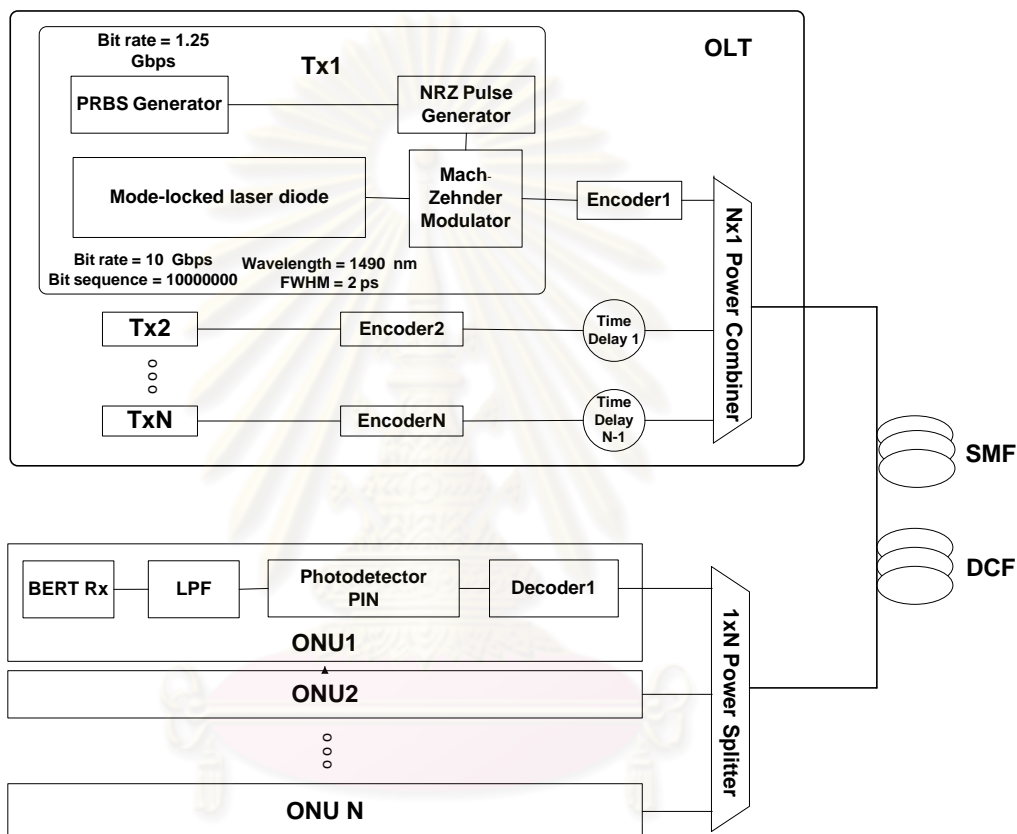 OLT
Bit rate = 1.25
Gbps
Tx1
PRBS Generator
NRZ Pulse
Generator
Mode-locked laser diode
Mach-
Zehnder
Modulator
Encoder1
Nx1 Power Combiner
Bit rate = 10 Gbps
Bit sequence = 10000000
Wavelength = 1490 nm
FWHM = 2 ps
Tx2
Encoder2
Time
Delay 1
TxN
EncoderN
Time
Delay
N-1
SMF
DCF
BERT Rx
LPF
Photodetector
PIN
Decoder1
ONU1
1xN Power Splitter
ONU2
ONU N